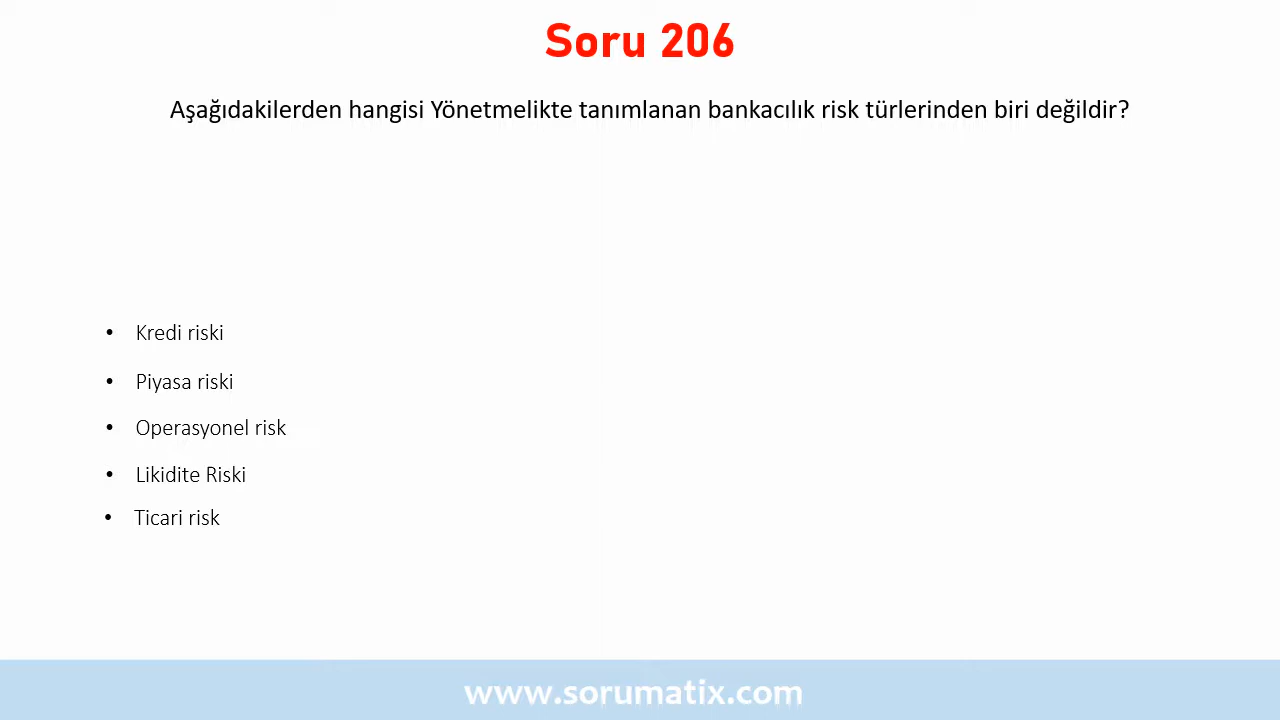 Soru 206
Aşağıdakilerden hangisi Yönetmelikte tanımlanan bankacılık risk türlerinden biri değildir?
• Kredi riski
• Piyasa riski
• Operasyonel risk
• Likidite Riski
• Ticari risk
www.sorumatix.com